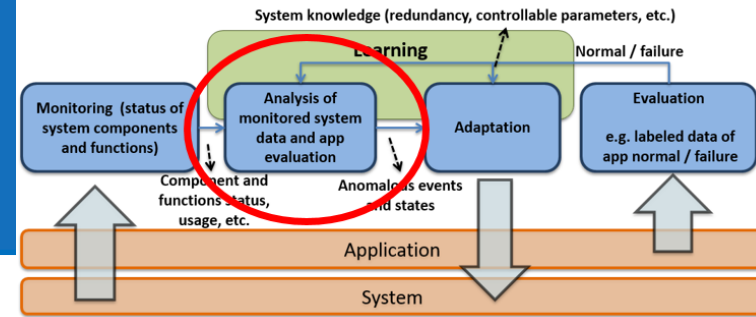 System knowledge (redundancy, controllable parameters, etc.)
Learning
Normal / failure
Monitoring (status of
system components
and functions)
Analysis of
monitored system
data and app
evaluation
Adaptation
Evaluation
e.g. labeled data of
app normal / failure
Component and
functions status,
usage, etc.
Anomalous events
and states
Application
System